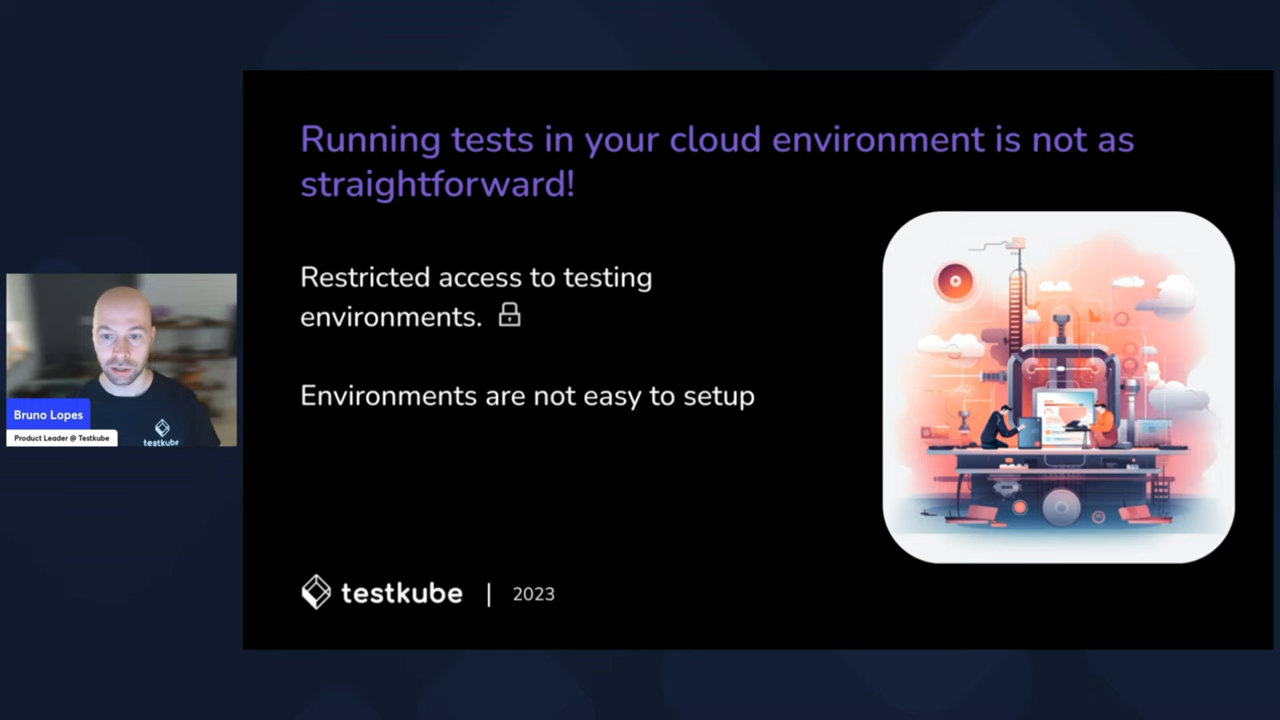 Running tests in your cloud environment is not as
straightforward!
Restricted access to testing
environments.
Environments are not easy to setup
testkube | 2023
Bruno Lopes
Product Leader @ Testkube
testkube